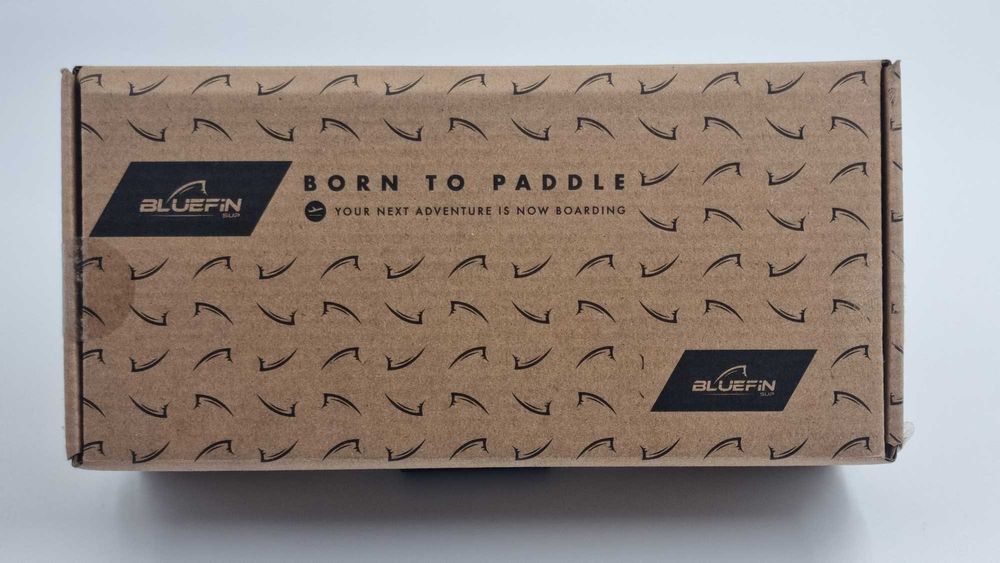 BLUEFiN
SUP
BORN TO PADDLE
YOUR NEXT ADVENTURE IS NOW BOARDING
BLUEFiN
SUP